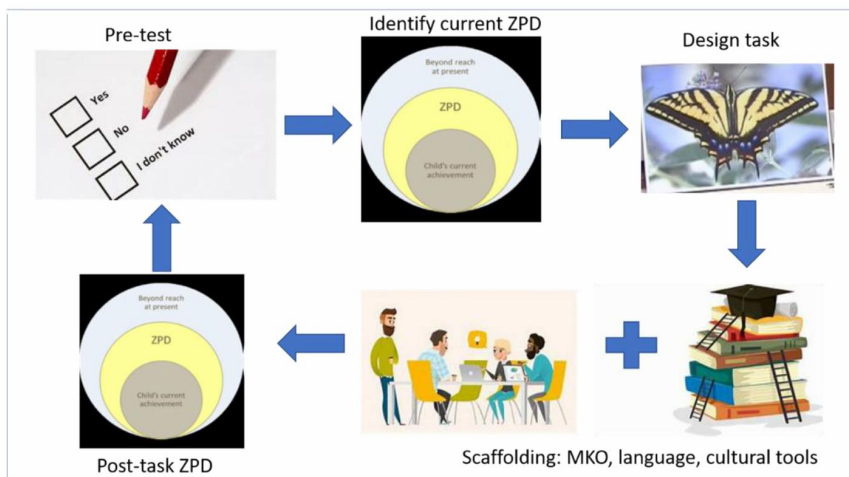 Pre-test
Yes
No
I don't know
Identify current ZPD
Beyond reach
at present
ZPD
Child's current
achievement
Design task
Beyond reach
at present
ZPD
Child's current
achievement
Post-task ZPD
Scaffolding: MKO, language, cultural tools